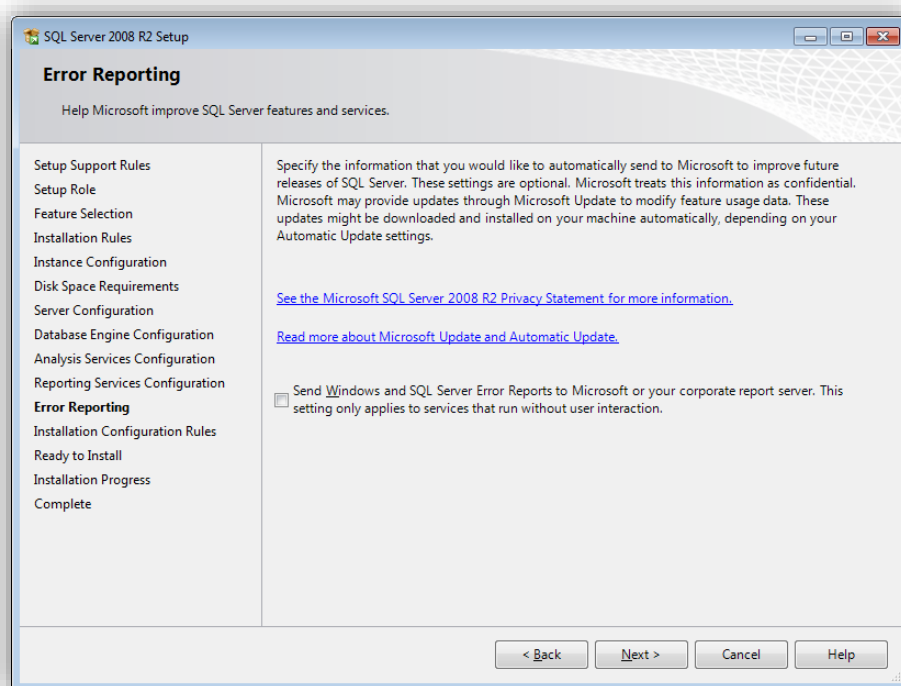 SQL Server 2008 R2 Setup
Error Reporting
Help Microsoft improve SQL Server features and services.
Setup Support Rules
Setup Role
Feature Selection
Installation Rules
Instance Configuration
Disk Space Requirements
Server Configuration
Database Engine Configuration
Analysis Services Configuration
Reporting Services Configuration
Error Reporting
Installation Configuration Rules
Ready to Install
Installation Progress
Complete
Specify the information that you would like to automatically send to Microsoft to improve future
releases of SQL Server. These settings are optional. Microsoft treats this information as confidential.
Microsoft may provide updates through Microsoft Update to modify feature usage data. These
updates might be downloaded and installed on your machine automatically, depending on your
Automatic Update settings.
See the Microsoft SQL Server 2008 R2 Privacy Statement for more information.
Read more about Microsoft Update and Automatic Update.
Send Windows and SQL Server Error Reports to Microsoft or your corporate report server. This
setting only applies to services that run without user interaction.
< Back
Next >
Cancel
Help